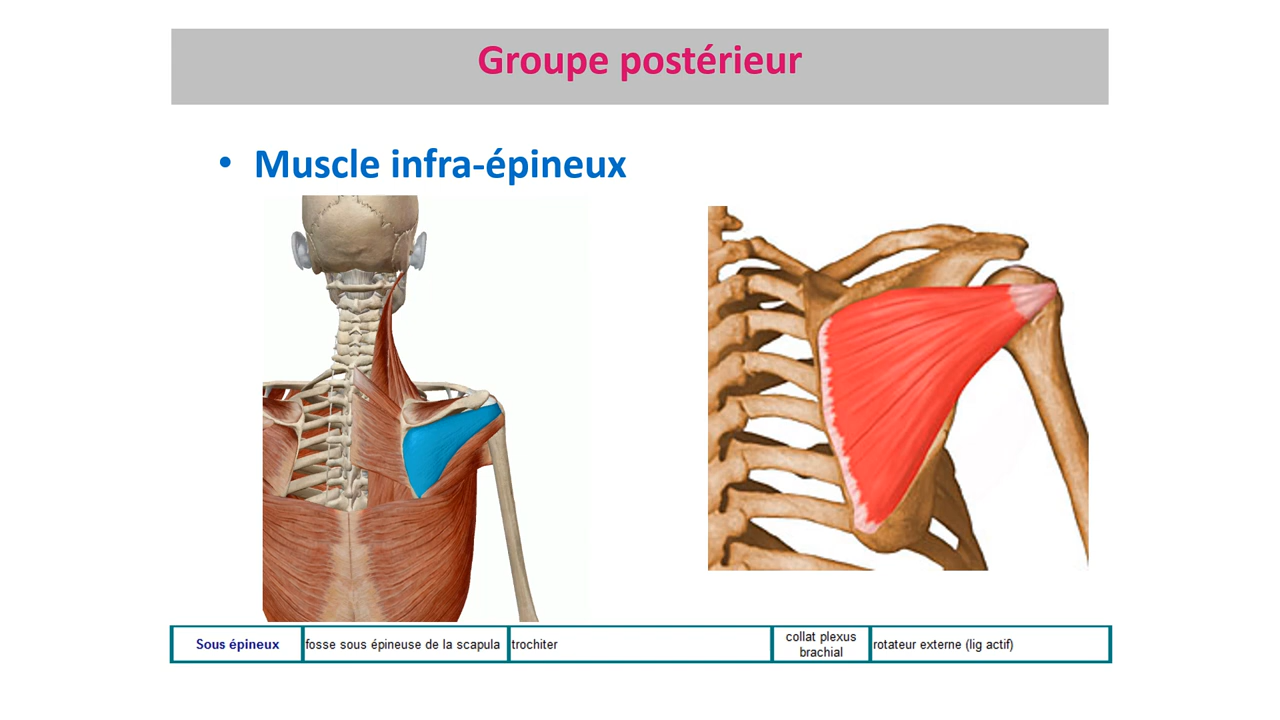 Groupe postérieur
• Muscle infra-épineux
Sous épineux
fosse sous épineuse de la scapula
trochiter
collat plexus
brachial
rotateur externe (lig actif)